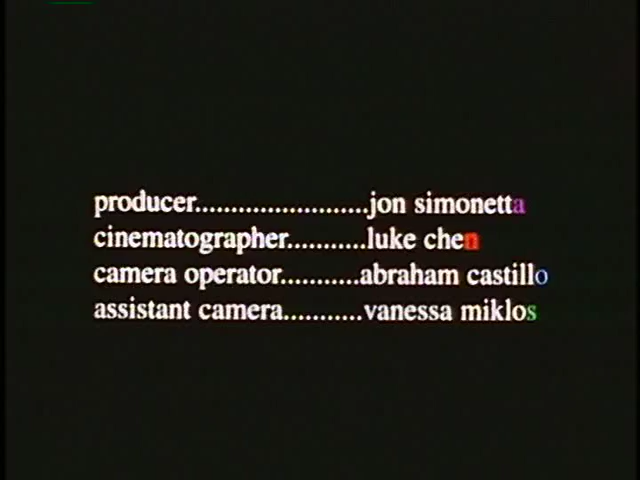 producer........................jon simonetta
cinematographer...........luke chen
camera operator...........abraham castillo
assistant camera...........vanessa miklos